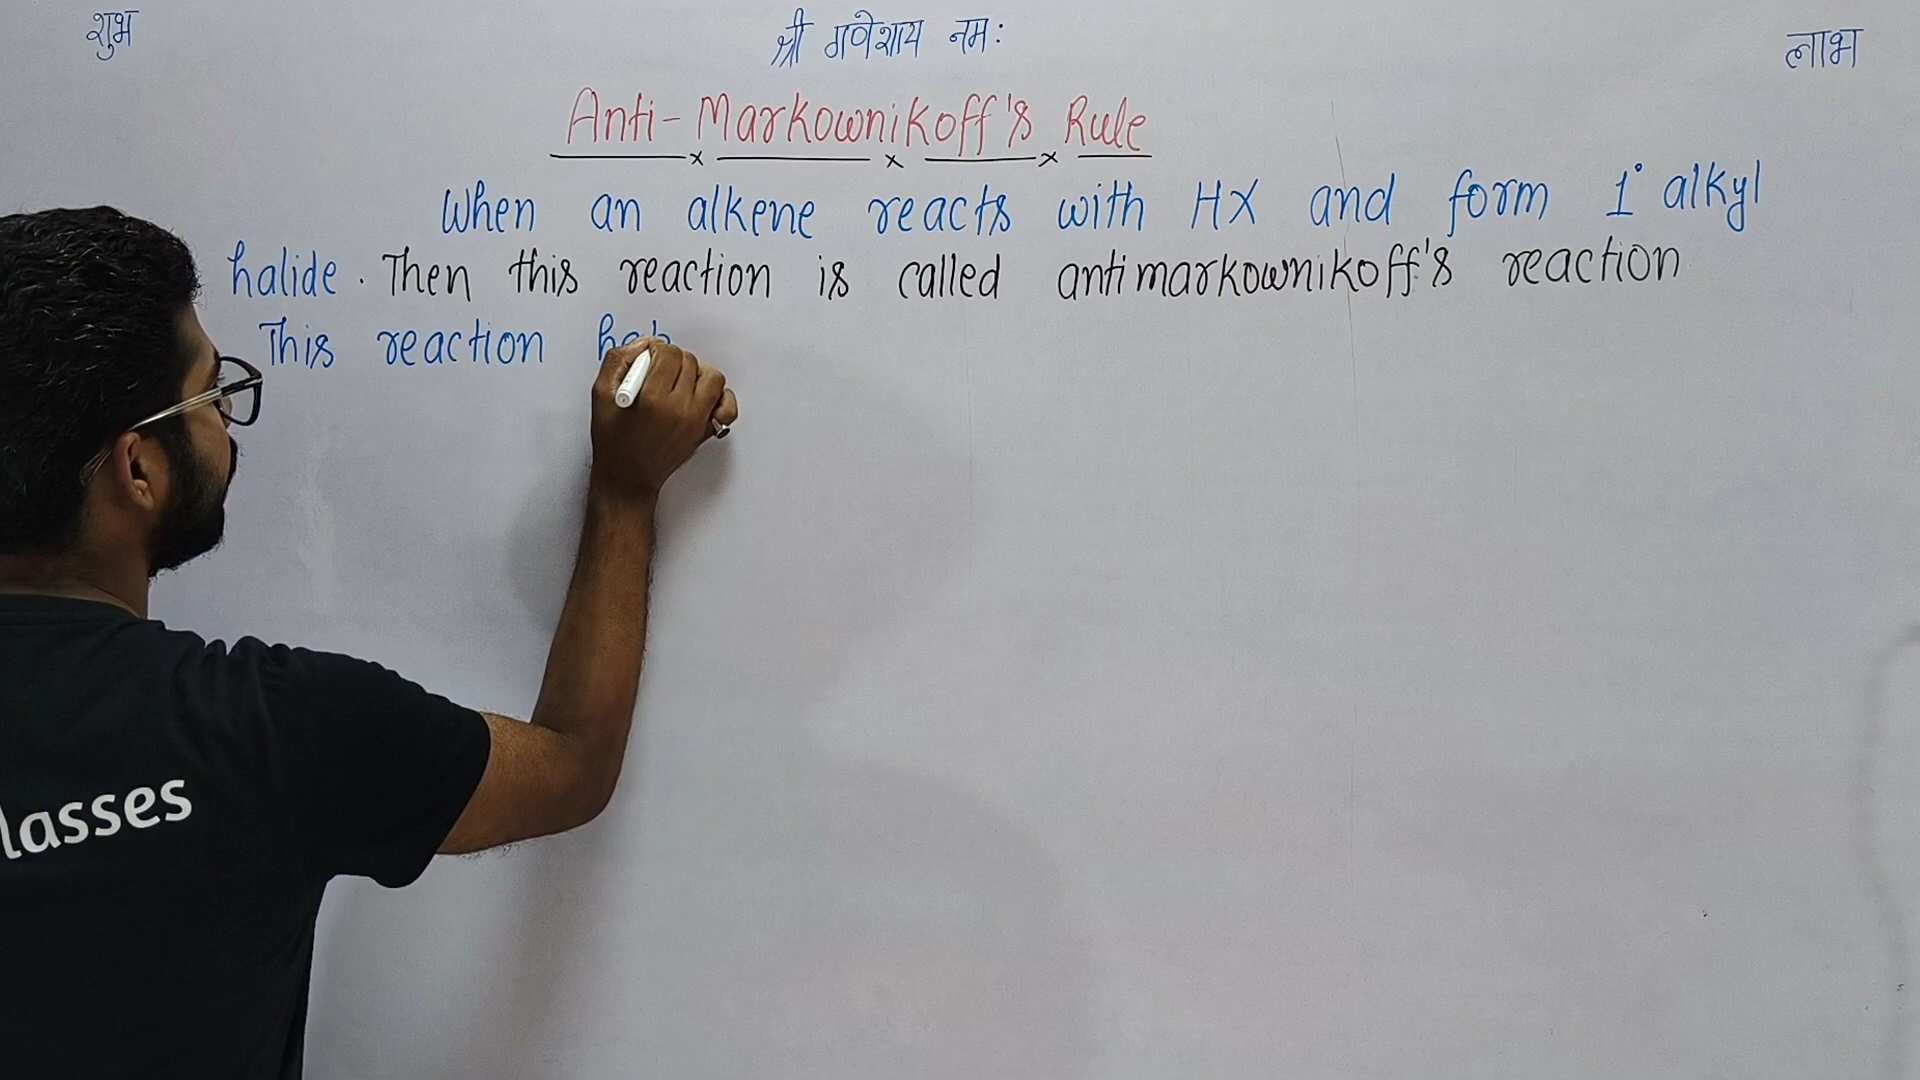 शुभ
श्री गणेशाय नमः
लाभ
Anti-Markownikoff's Rule
When an alkene reacts with HX and form 1° alkyl
halide. Then this reaction is called antimarkownikoff's reaction
This reaction
lasses